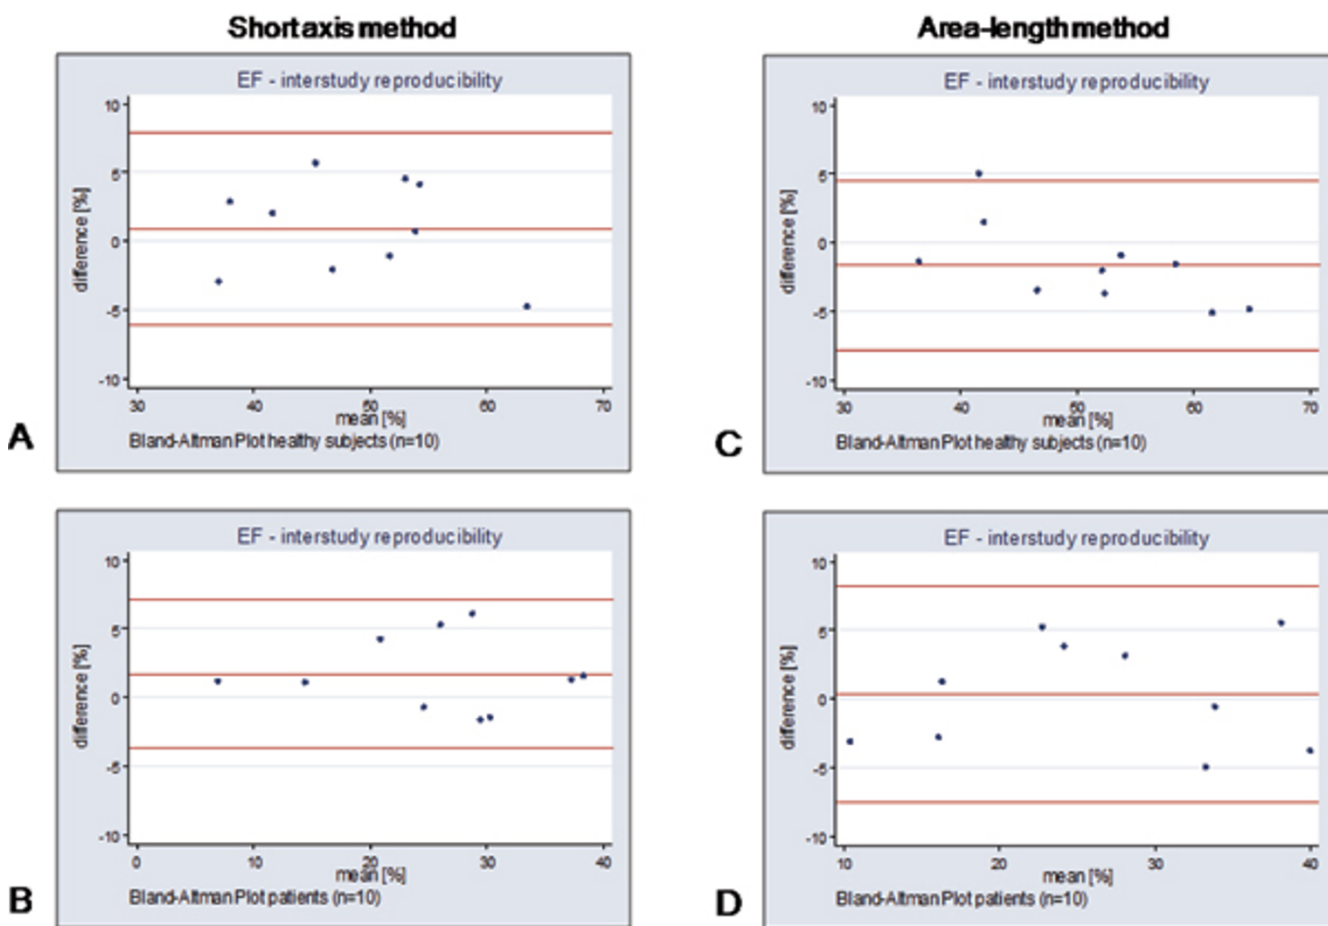 Short axis method
Area-length method
EF - interstudy reproducibility
10
5
0
-5
-10
difference [%]
30 40 50 60 70
mean [%]
Bland-Altman Plot healthy subjects (n=10)
A
EF - interstudy reproducibility
10
5
0
-5
-10
difference [%]
30 40 50 60 70
mean [%]
Bland-Altman Plot healthy subjects (n=10)
C
EF - interstudy reproducibility
10
5
0
-5
-10
difference [%]
0 10 20 30 40
mean [%]
Bland-Altman Plot patients (n=10)
B
EF - interstudy reproducibility
10
5
0
-5
-10
difference [%]
10 20 30 40
mean [%]
Bland-Altman Plot patients (n=10)
D